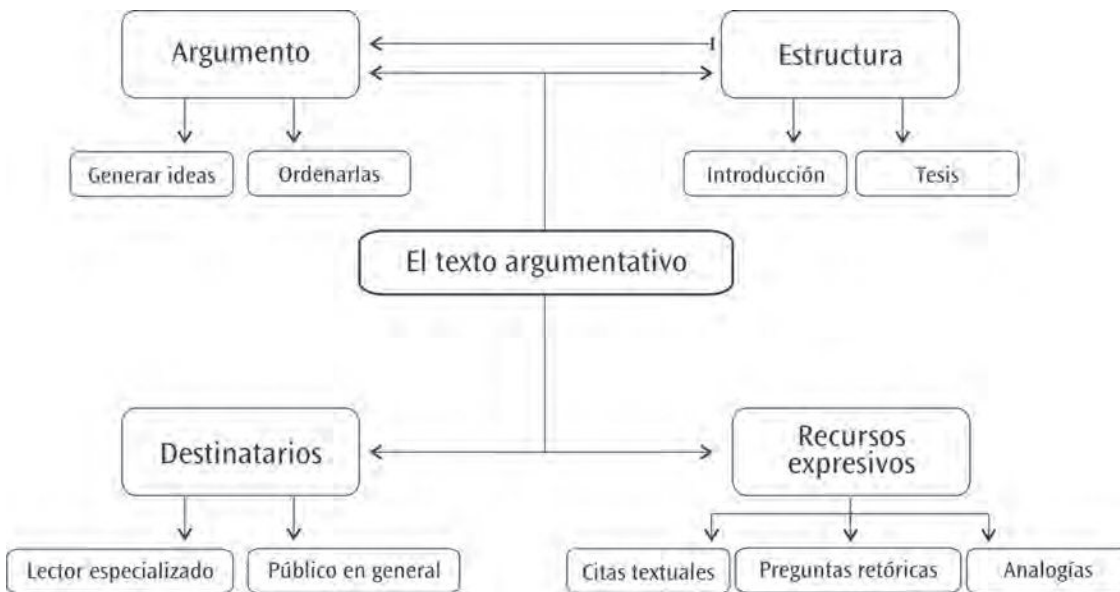 Argumento
Estructura
Generar ideas
Ordenarlas
Introducción
Tesis
El texto argumentativo
Destinatarios
Recursos
expresivos
Lector especializado
Público en general
Citas textuales
Preguntas retóricas
Analogías